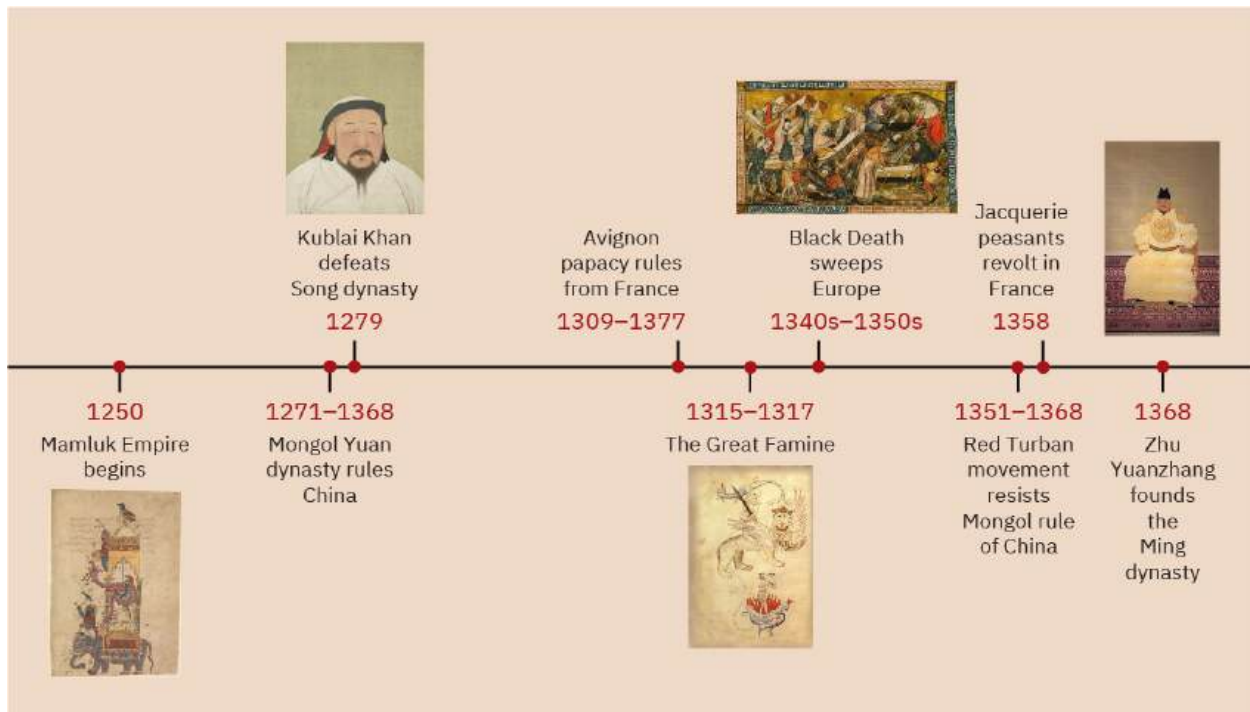 Kublai Khan
defeats
Song dynasty
1279
Avignon
papacy rules
from France
1309–1377
Black Death
sweeps
Europe
1340s–1350s
Jacquerie
peasants
revolt in
France
1358
1250
Mamluk Empire
begins
1271–1368
Mongol Yuan
dynasty rules
China
1315–1317
The Great Famine
1351–1368
Red Turban
movement
resists
Mongol rule
of China
1368
Zhu
Yuanzhang
founds
the
Ming
dynasty